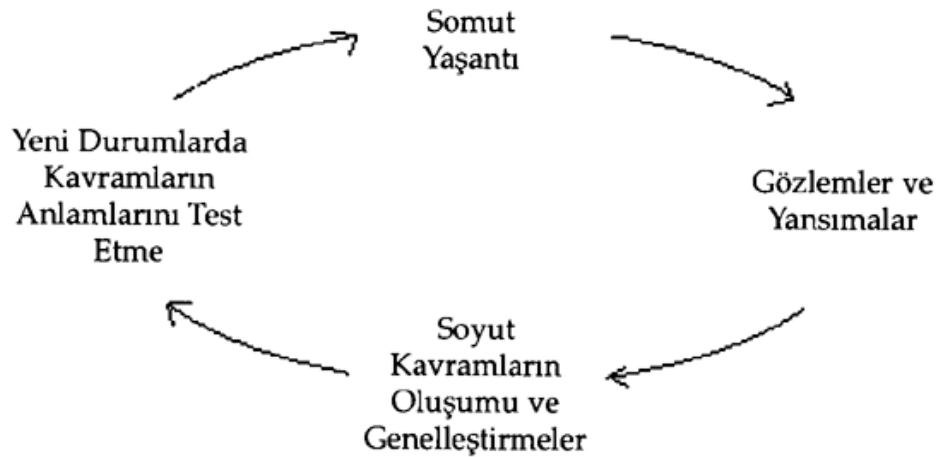 Somut
Yaşantı
Gözlemler ve
Yansımalar
Soyut
Kavramların
Oluşumu ve
Genelleştirmeler
Yeni Durumlarda
Kavramların
Anlamlarını Test
Etme